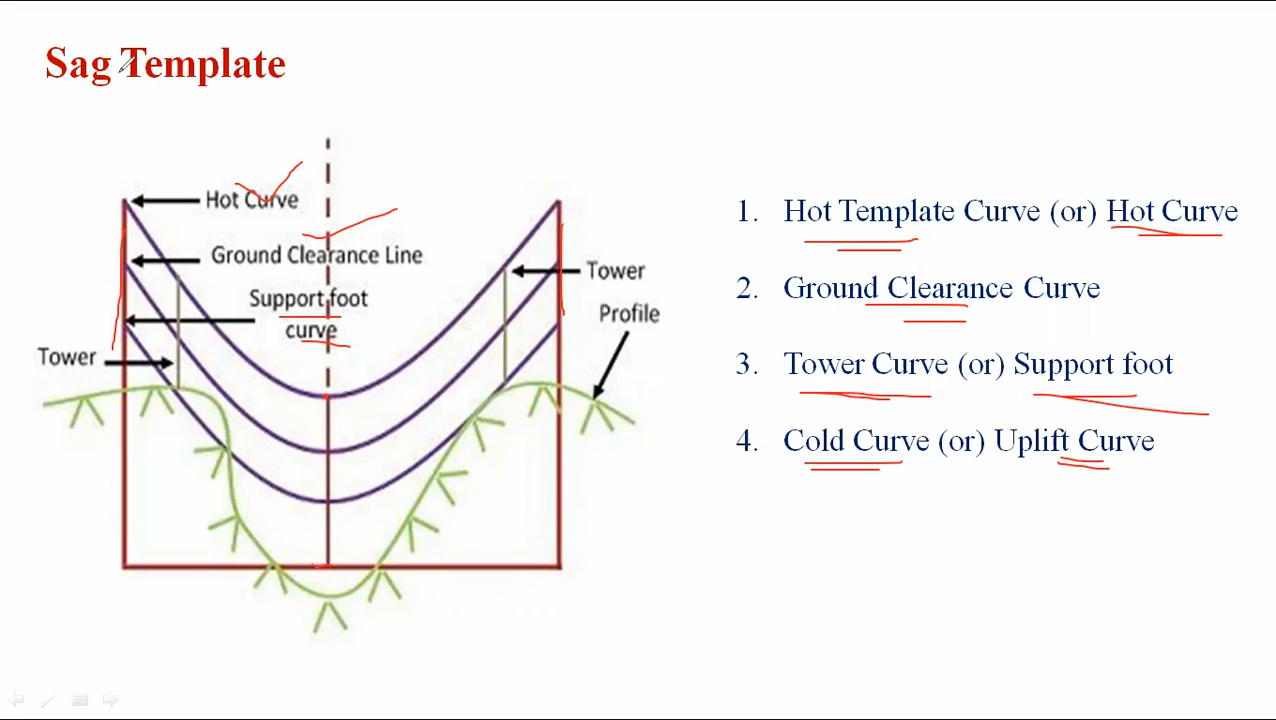 Sag Template
Hot Curve
Ground Clearance Line
Support foot
curve
Tower
Tower
Profile
1. Hot Template Curve (or) Hot Curve
2. Ground Clearance Curve
3. Tower Curve (or) Support foot
4. Cold Curve (or) Uplift Curve